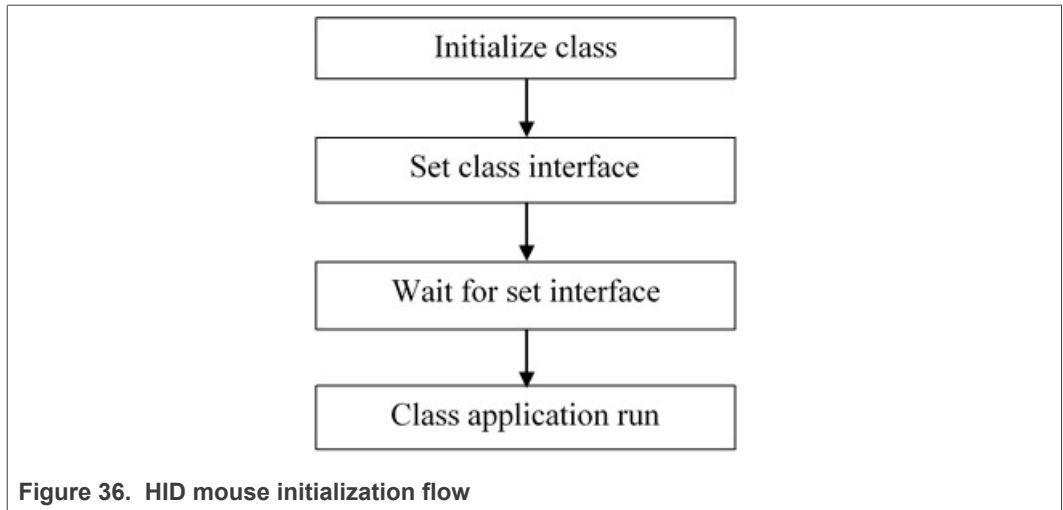 Initialize class
Set class interface
Wait for set interface
Class application run
Figure 36. HID mouse initialization flow